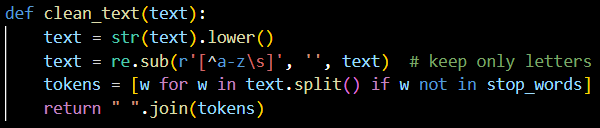 def clean_text(text):
    text = str(text).lower()
    text = re.sub(r'[^a-z\s]', '', text)  # keep only letters
    tokens = [w for w in text.split() if w not in stop_words]
    return " ".join(tokens)